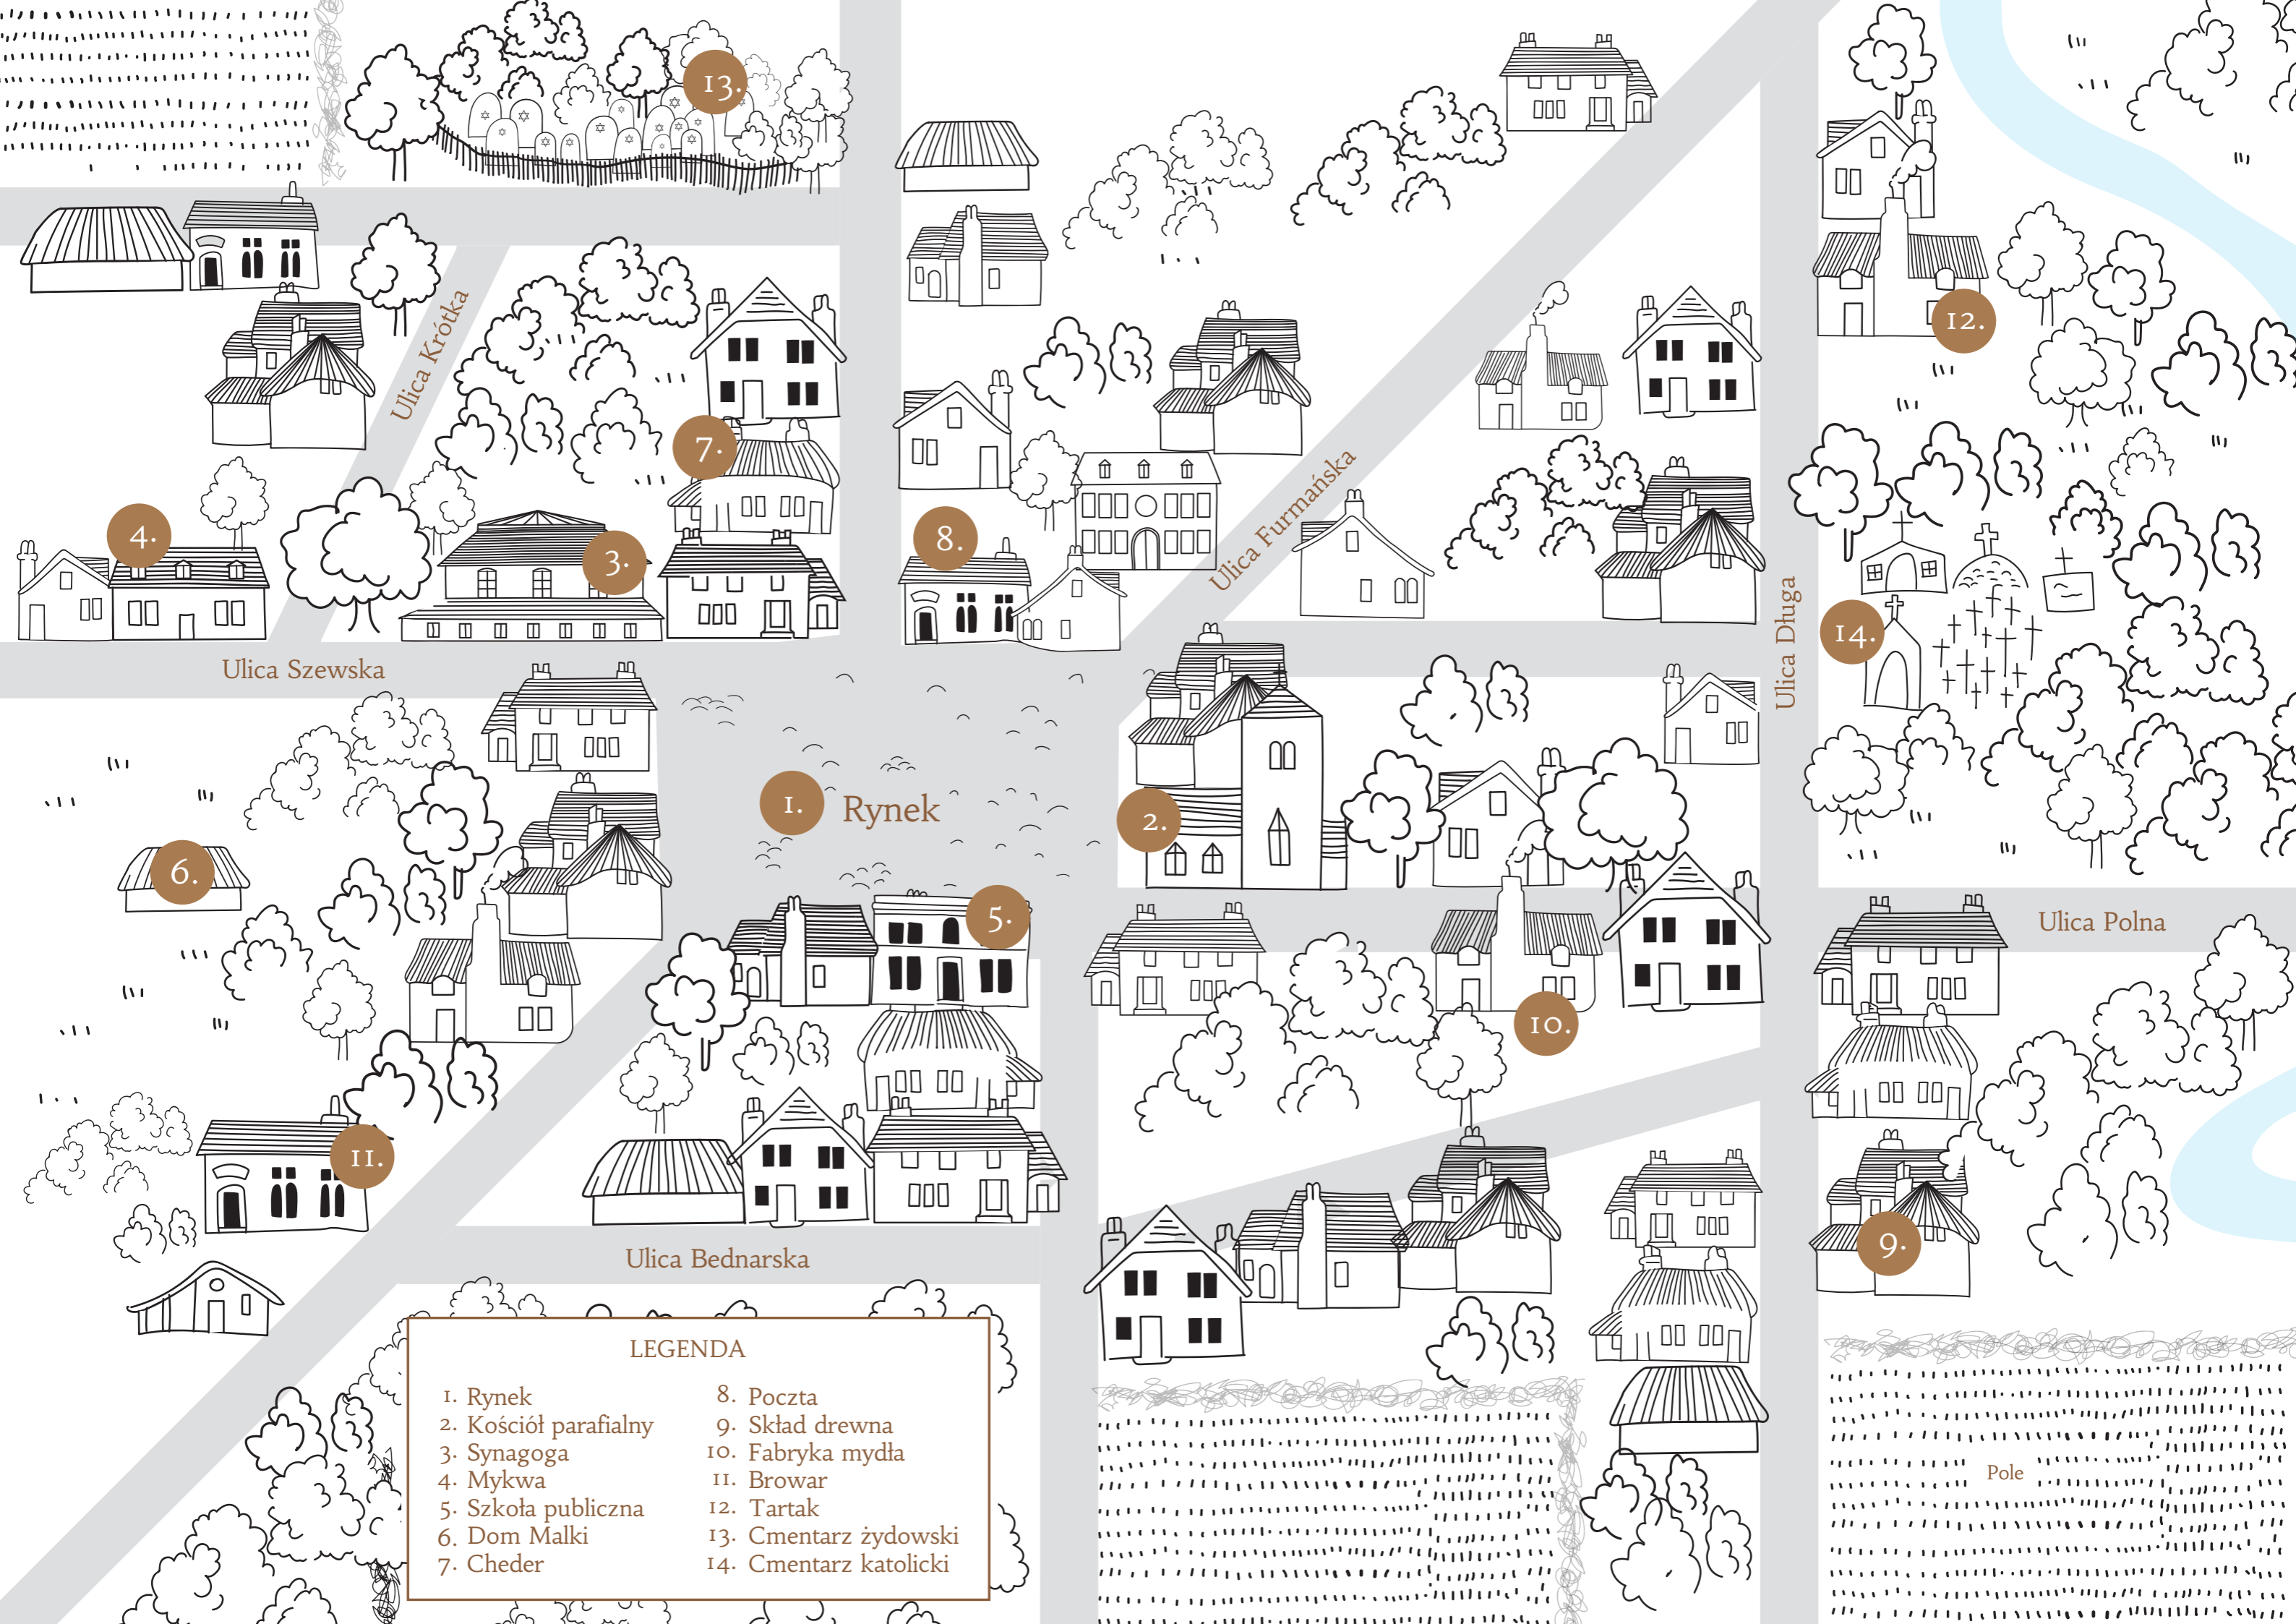 13.
12.
Ulica Krótka
7.
4.
3.
8.
Ulica Furmańska
14.
Ulica Długa
Ulica Szewska
1. Rynek
2.
6.
5.
Ulica Polna
10.
11.
9.
Ulica Bednarska
LEGENDA
1. Rynek
2. Kościół parafialny
3. Synagoga
4. Mykwa
5. Szkoła publiczna
6. Dom Malki
7. Cheder
8. Poczta
9. Skład drewna
10. Fabryka mydła
11. Browar
12. Tartak
13. Cmentarz żydowski
14. Cmentarz katolicki
Pole